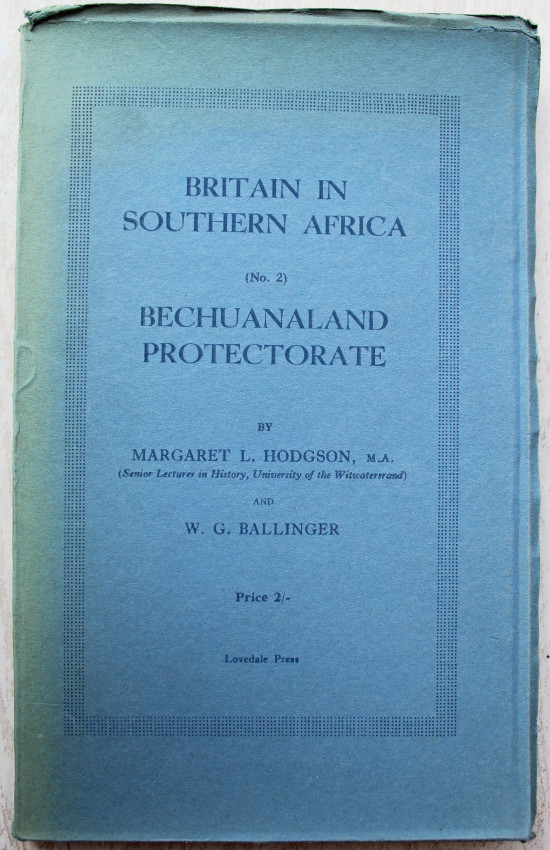 BRITAIN IN
SOUTHERN AFRICA
(No. 2)
BECHUANALAND
PROTECTORATE
BY
MARGARET L. HODGSON, M.A.
(Senior Lecturer in History, University of the Witwatersrand)
AND
W. G. BALLINGER
Price 2/-
Lovedale Press